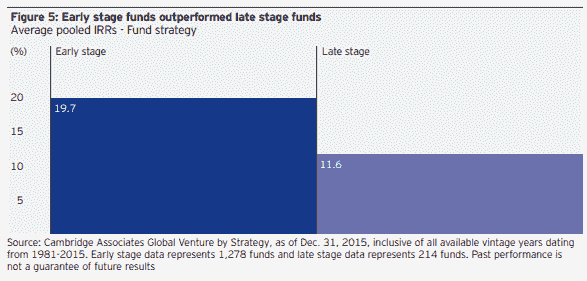 Figure 5: Early stage funds outperformed late stage funds
Average pooled IRRs - Fund strategy
(%) Early stage Late stage
20
19.7
15
11.6
10
5
Source: Cambridge Associates Global Venture by Strategy, as of Dec. 31, 2015, inclusive of all available vintage years dating
from 1981-2015. Early stage data represents 1,278 funds and late stage data represents 214 funds. Past performance is
not a guarantee of future results